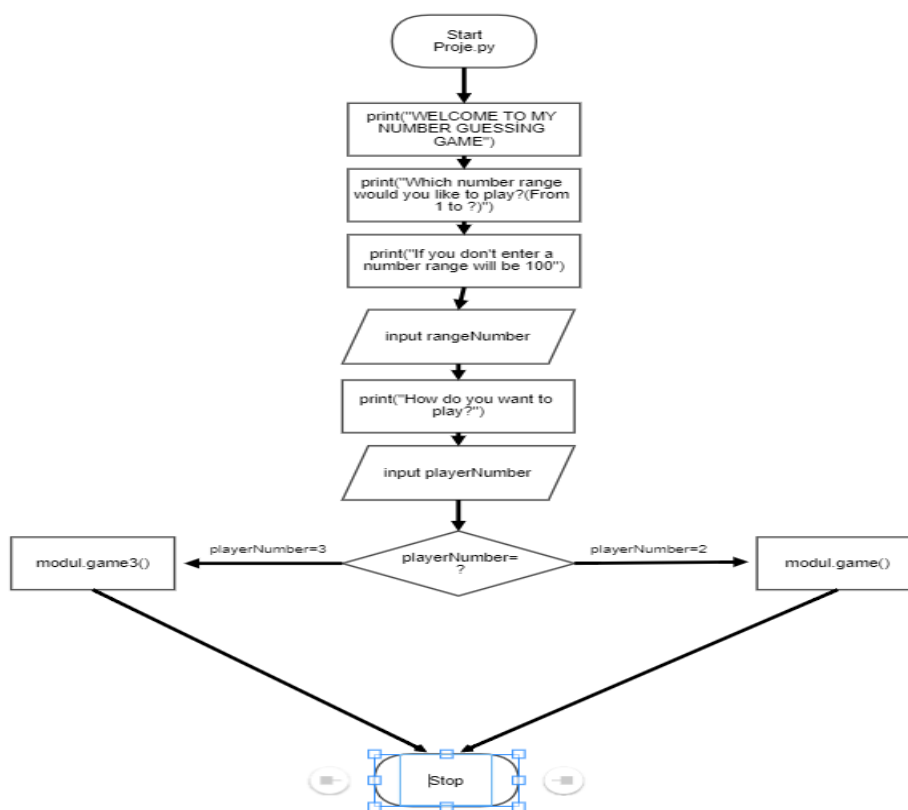 Start
Proje.py
print("WELCOME TO MY
NUMBER GUESSING
GAME")
print("Which number range
would you like to play?(From
1 to ?)")
print("If you don't enter a
number range will be 100")
input rangeNumber
print("How do you want to
play?")
input playerNumber
playerNumber=3
playerNumber=
?
playerNumber=2
modul.game3()
modul.game()
Stop